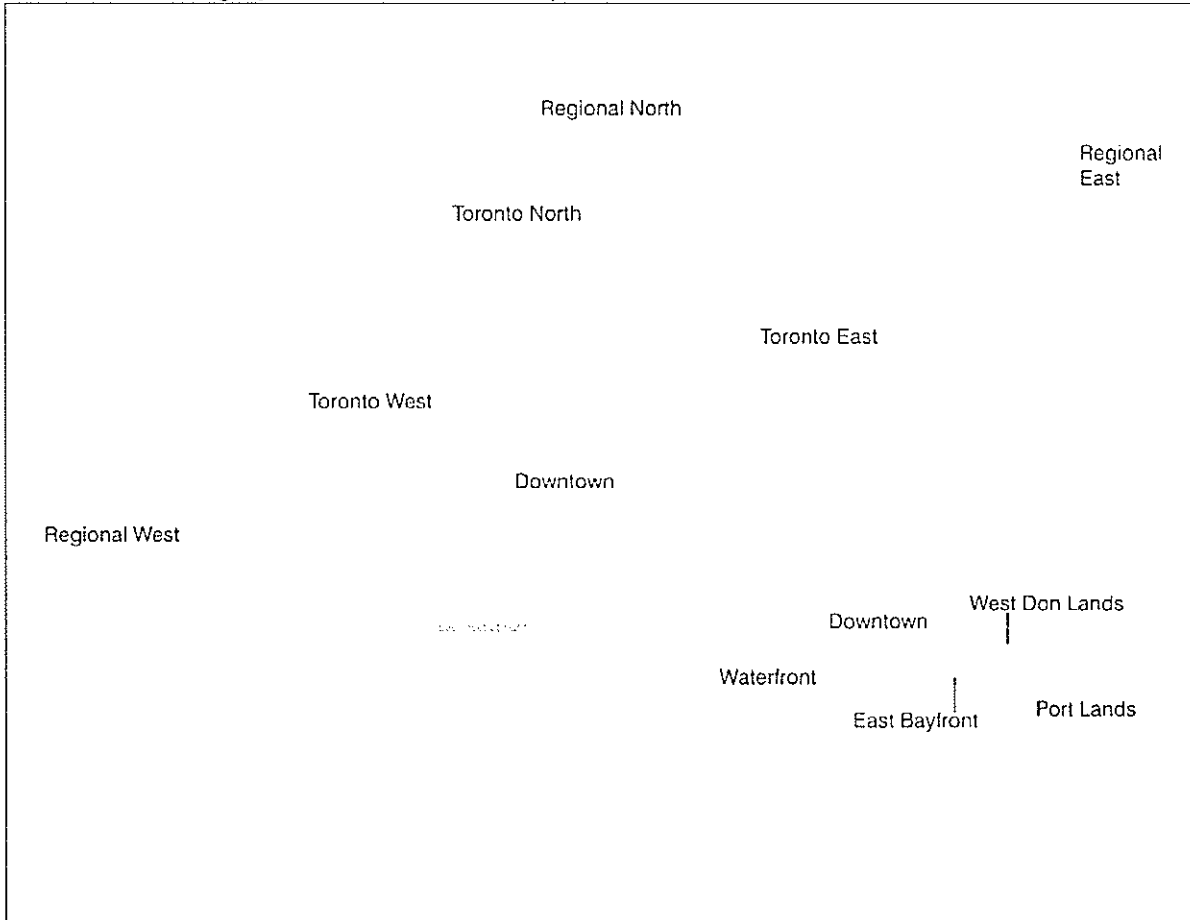 Regional North
Regional
East
Toronto North
Toronto East
Toronto West
Downtown
Regional West
West Don Lands
Downtown
Waterfront
Port Lands
East Bayfront